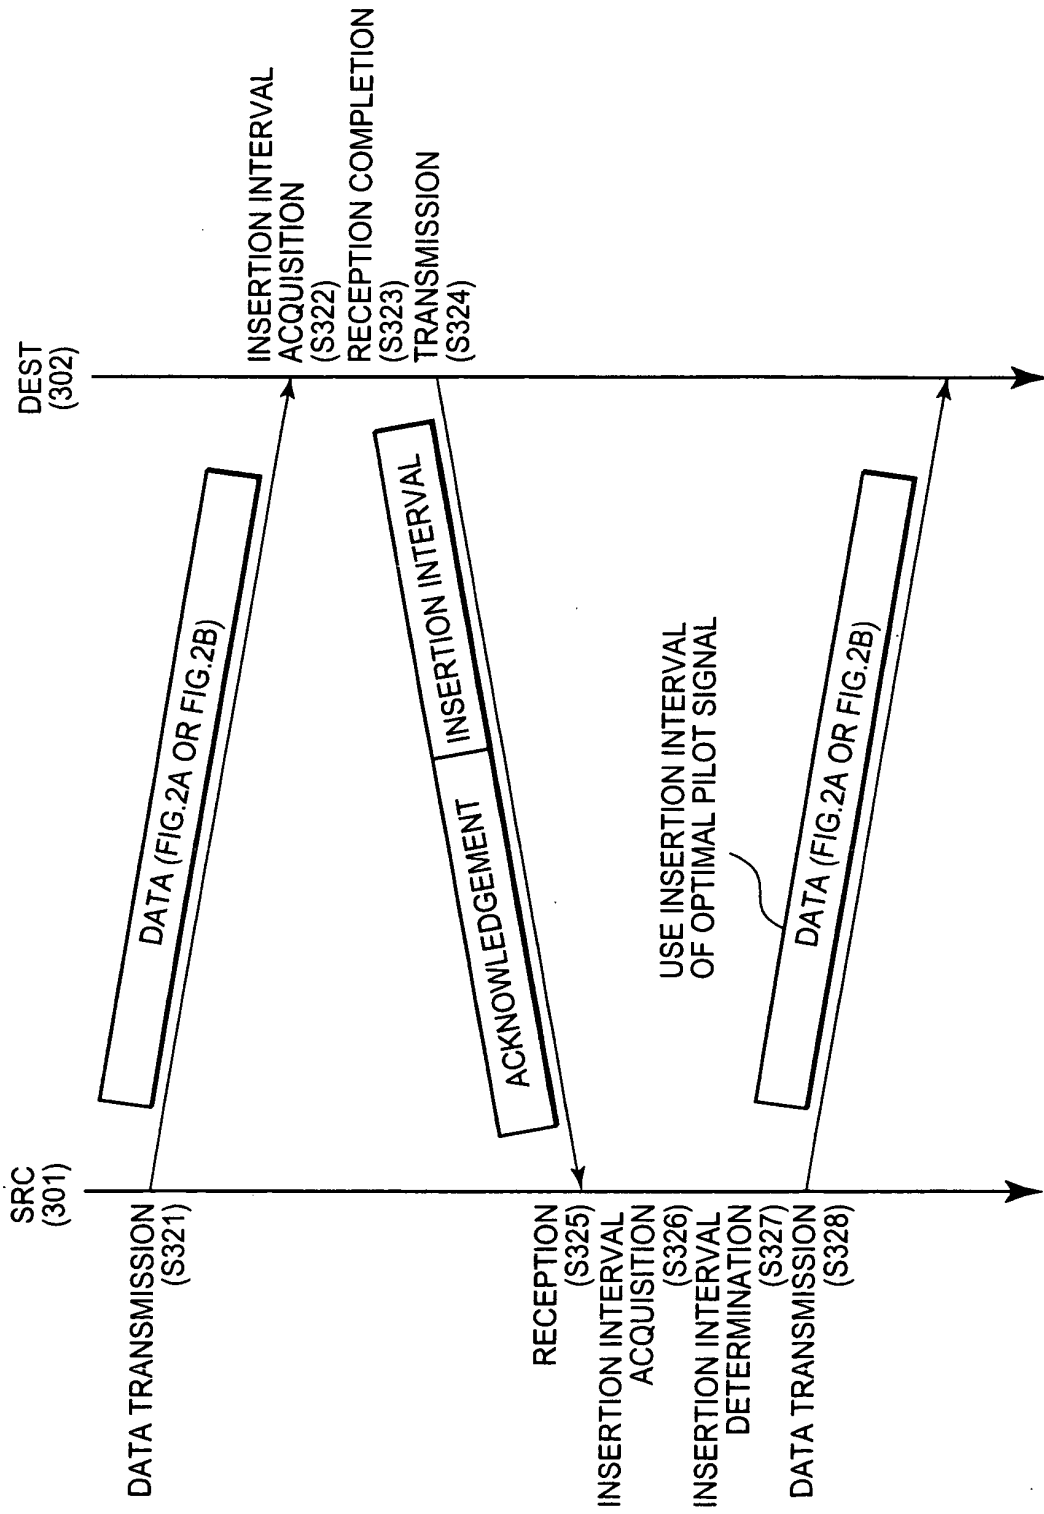 SRC
(301)
DEST
(302)
DATA TRANSMISSION
(S321)
DATA (FIG.2A OR FIG.2B)
INSERTION INTERVAL
ACQUISITION
(S322)
RECEPTION COMPLETION
(S323)
TRANSMISSION
(S324)
ACKNOWLEDGEMENT
INSERTION INTERVAL
RECEPTION
(S325)
INSERTION INTERVAL
ACQUISITION
(S326)
INSERTION INTERVAL
DETERMINATION
(S327)
DATA TRANSMISSION
(S328)
USE INSERTION INTERVAL
OF OPTIMAL PILOT SIGNAL
DATA (FIG.2A OR FIG.2B)